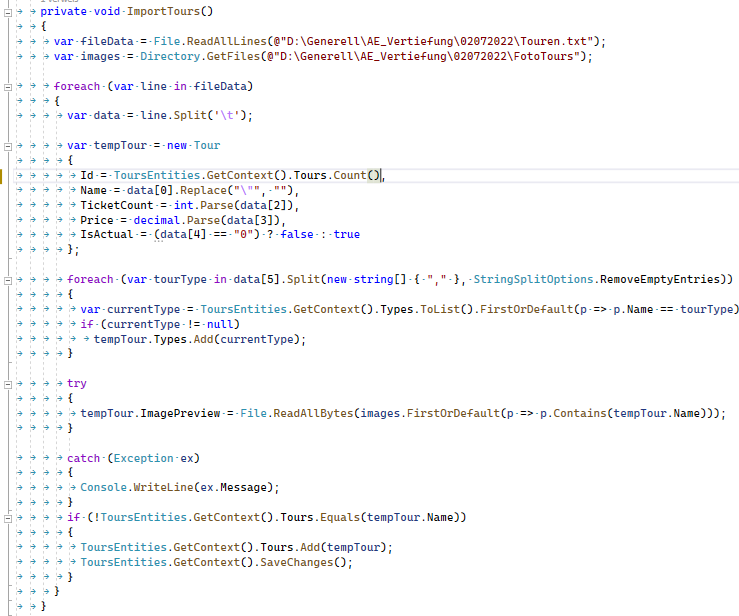 private void ImportTours()
{
var fileData = File.ReadAllLines(@"D:\Generell\AE_Vertiefung\02072022\Touren.txt");
var images = Directory.GetFiles(@"D:\Generell\AE_Vertiefung\02072022\FotoTours");
foreach (var line in fileData)
{
var data = line.Split('\t');
var tempTour = new Tour
{
Id = ToursEntities.GetContext().Tours.Count(),
Name = data[0].Replace("\"", ""),
TicketCount = int.Parse(data[2]),
Price = decimal.Parse(data[3]),
IsActual = (data[4] == "0") ? false : true
};
foreach (var tourType in data[5].Split(new string[] { "," }, StringSplitOptions.RemoveEmptyEntries))
{
var currentType = ToursEntities.GetContext().Types.ToList().FirstOrDefault(p => p.Name == tourType)
if (currentType != null)
tempTour.Types.Add(currentType);
}
try
{
tempTour.ImagePreview = File.ReadAllBytes(images.FirstOrDefault(p => p.Contains(tempTour.Name)));
}
catch (Exception ex)
{
Console.WriteLine(ex.Message);
}
if (!ToursEntities.GetContext().Tours.Equals(tempTour.Name))
{
ToursEntities.GetContext().Tours.Add(tempTour);
ToursEntities.GetContext().SaveChanges();
}
}
}